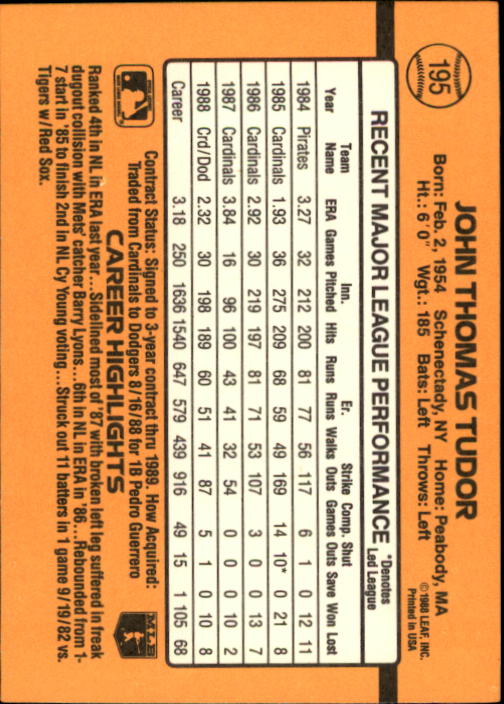 195
JOHN THOMAS TUDOR
Born: Feb. 2, 1954 Schenectady, NY Home: Peabody, MA
Ht.: 6'0" Wgt.: 185 Bats: Left Throws: Left
©1988 LEAF, INC.
Printed in USA
RECENT MAJOR LEAGUE PERFORMANCE
*Denotes
Led League
Team Inn. Er. Strike Comp. Shut
Year Name ERA Games Pitched Hits Runs Runs Walks Outs Games Outs Save Won Lost
1984 Pirates 3.27 32 212 200 81 77 56 117 6 1 0 12 11
1985 Cardinals 1.93 36 275 209 68 59 49 169 14 10* 0 21 8
1986 Cardinals 2.92 30 219 197 81 71 53 107 3 0 0 13 7
1987 Cardinals 3.84 16 96 100 43 41 32 54 0 0 0 10 2
1988 Crd/Dod 2.32 30 198 189 60 51 41 87 5 1 0 10 8
Career 3.18 250 1636 1540 647 579 439 916 49 15 1 105 68
Contract Status: Signed to 3-year contract thru 1989. How Acquired:
Traded from Cardinals to Dodgers 8/16/88 for 1B Pedro Guerrero
MLB
CAREER HIGHLIGHTS
Ranked 4th in NL in ERA last year...Sidelined most of '87 with broken left leg suffered in freak
dugout collision with Mets' catcher Barry Lyons...6th in NL in ERA in '86...Rebounded from 1-
7 start in '85 to finish 2nd in NL Cy Young voting...Struck out 11 batters in 1 game 9/19/82 vs.
Tigers w/Red Sox.